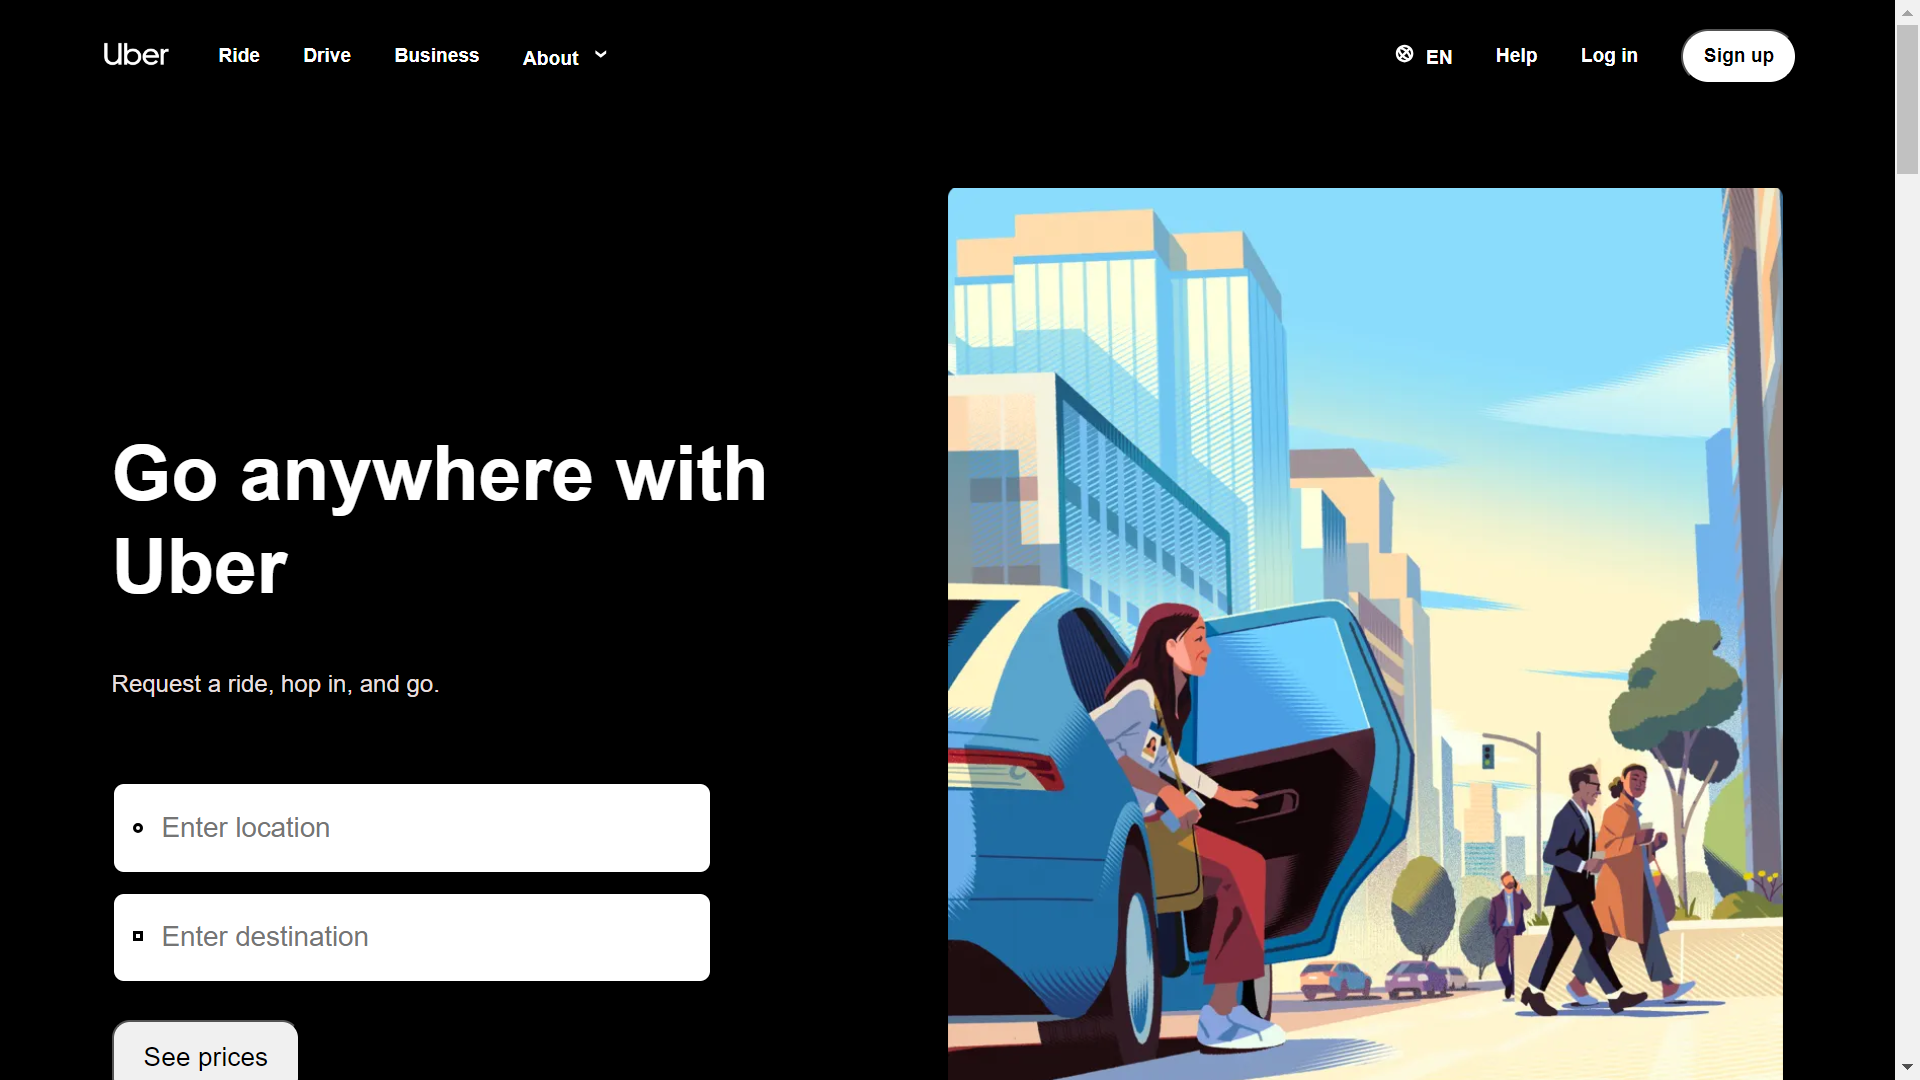 Uber
Ride
Drive
Business
About
EN
Help
Log in
Sign up
Go anywhere with
Uber
Request a ride, hop in, and go.
Enter location
Enter destination
See prices